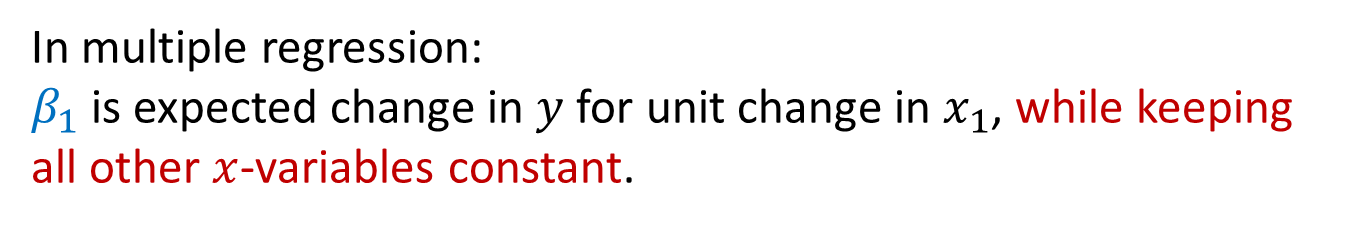 In multiple regression:
β₁ is expected change in y for unit change in x₁, while keeping
all other x-variables constant.